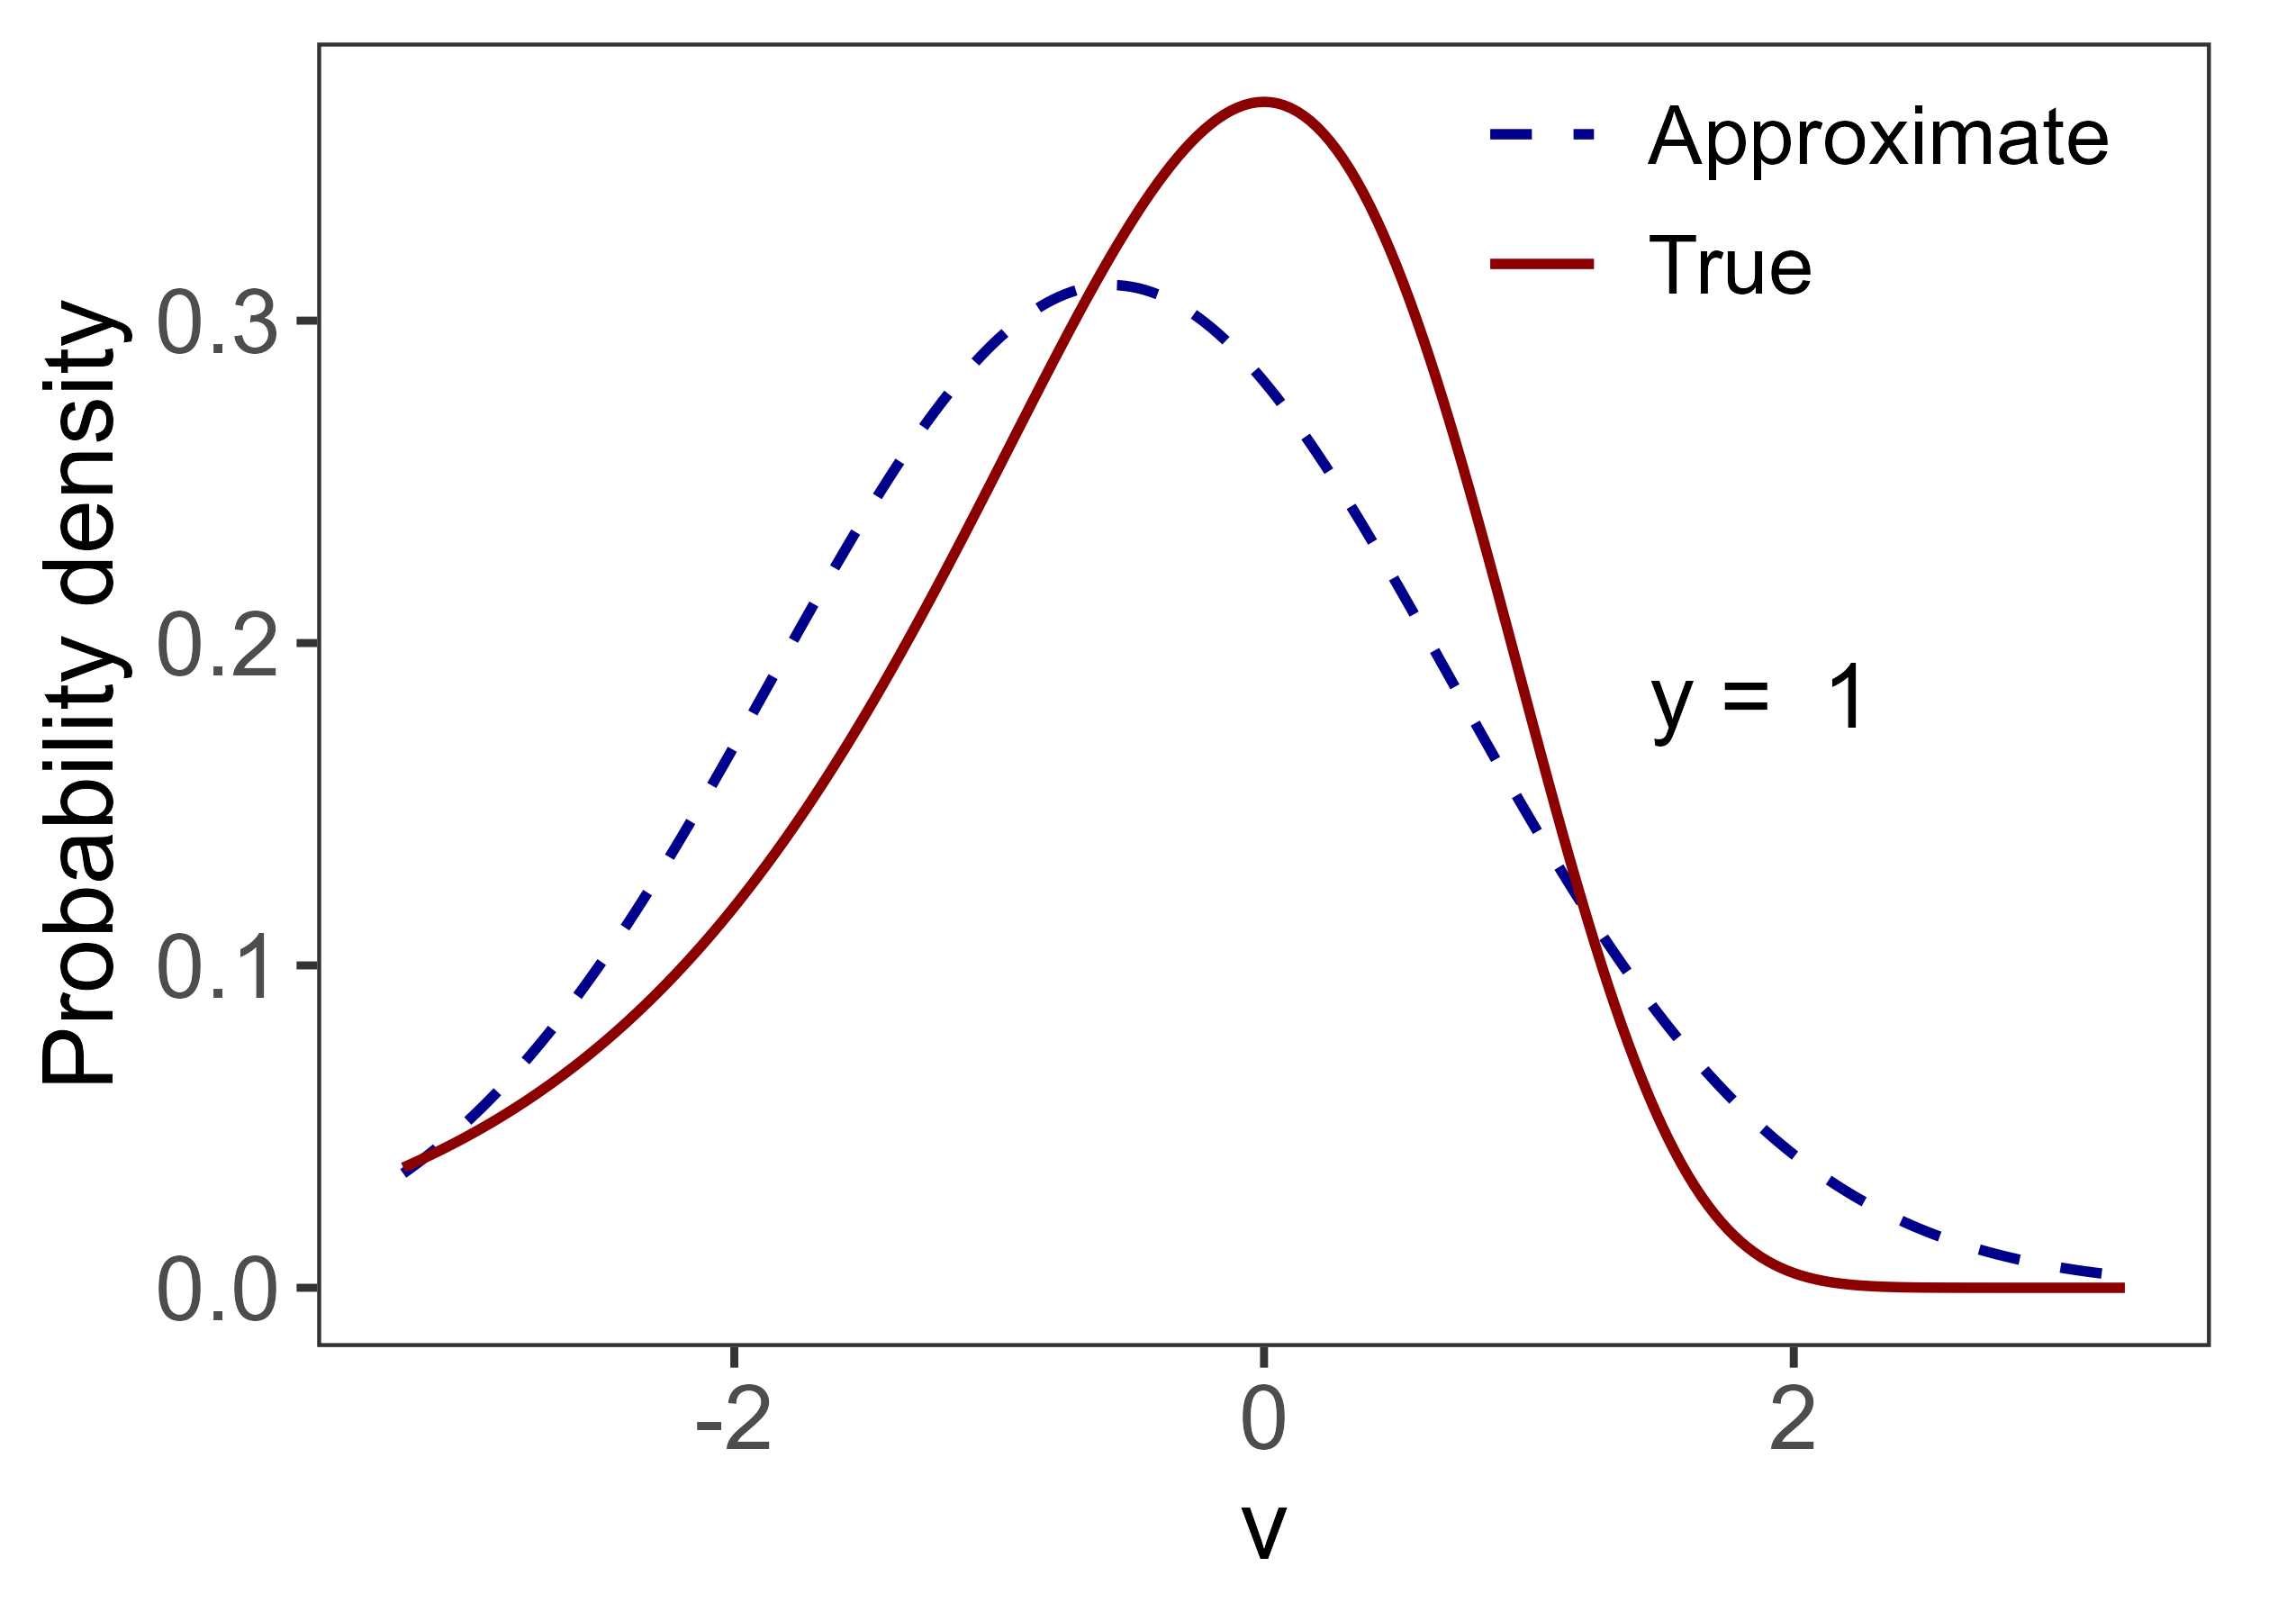 Approximate
True
y = 1
Probability density
0.3
0.2
0.1
0.0
-2 0 2
v